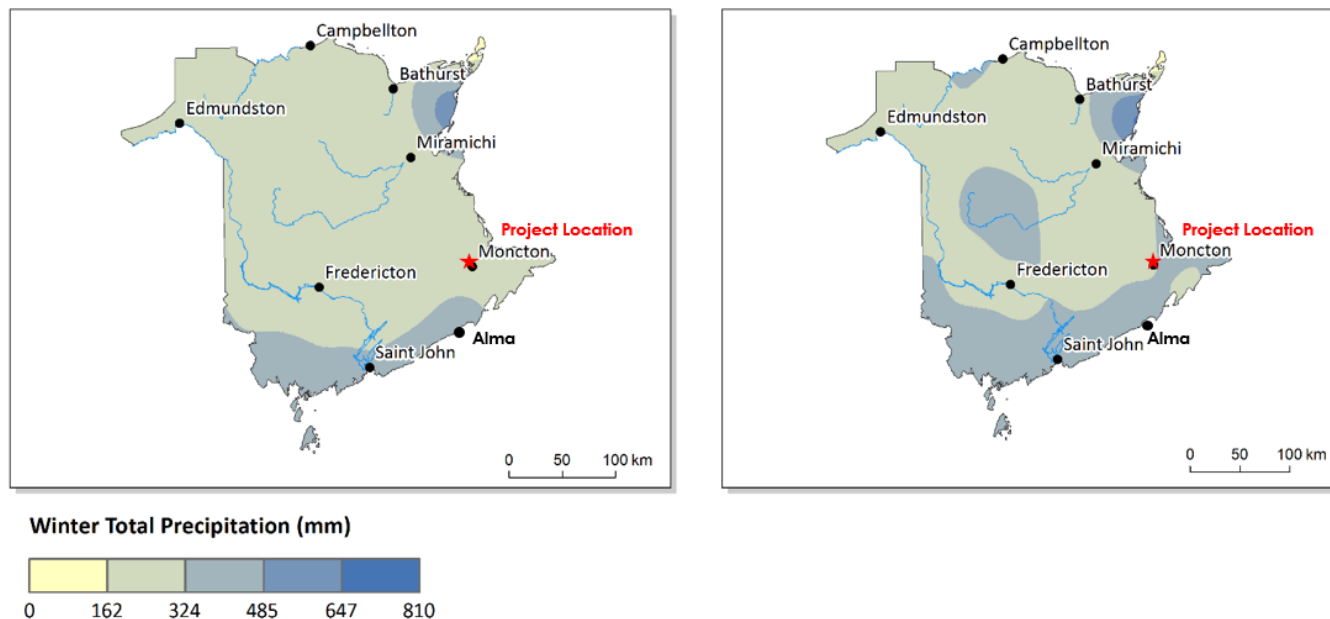 Campbellton
Bathurst
Edmundston
Miramichi
Project Location
Moncton
Fredericton
Alma
Saint John
0 50 100 km
Campbellton
Bathurst
Edmundston
Miramichi
Project Location
Moncton
Fredericton
Alma
Saint John
0 50 100 km
Winter Total Precipitation (mm)
0 162 324 485 647 810